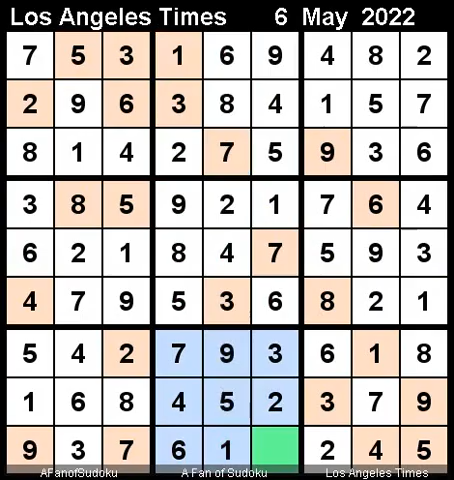 Los Angeles Times 6 May 2022
7 5 3 1 6 9 4 8 2
2 9 6 3 8 4 1 5 7
8 1 4 2 7 5 9 3 6
3 8 5 9 2 1 7 6 4
6 2 1 8 4 7 5 9 3
4 7 9 5 3 6 8 2 1
5 4 2 7 9 3 6 1 8
1 6 8 4 5 2 3 7 9
9 3 7 6 1 2 4 5
AFanofSudoku A Fan of Sudoku Los Angeles Times